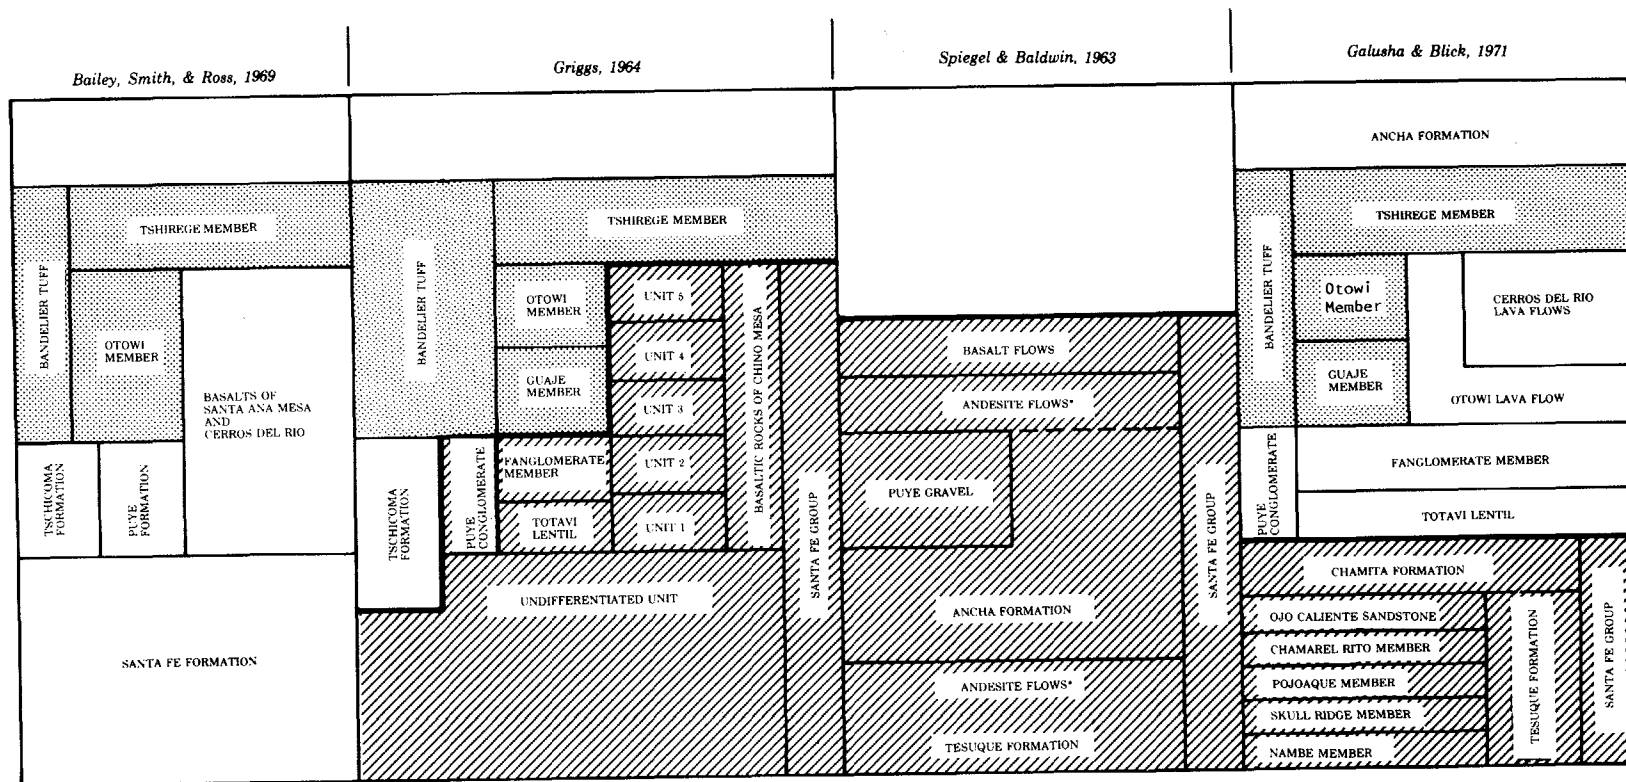 Bailey, Smith, & Ross, 1969
Griggs, 1964
Spiegel & Baldwin, 1963
Galusha & Blick, 1971
BANDELIER TUFF
TSHIREGE MEMBER
OTOWI
MEMBER
BASALTS OF
SANTA ANA MESA
AND
CERROS DEL RIO
TSCHICOMA
FORMATION
PUYE
FORMATION
SANTA FE FORMATION
BANDELIER TUFF
TSHIREGE MEMBER
OTOWI
MEMBER
GUAJE
MEMBER
UNIT 5
UNIT 4
UNIT 3
UNIT 2
UNIT 1
BASALTIC ROCKS OF CHINO MESA
SANTA FE GROUP
TSCHICOMA
FORMATION
PUYE
CONGLOMERATE
FANGLOMERATE
MEMBER
TOTAVI
LENTIL
UNDIFFERENTIATED UNIT
BASALT FLOWS
ANDESITE FLOWS*
PUYE GRAVEL
ANCHA FORMATION
ANDESITE FLOWS*
TESUQUE FORMATION
SANTA FE GROUP
ANCHA FORMATION
BANDELIER TUFF
TSHIREGE MEMBER
Otowi
Member
GUAJE
MEMBER
CERROS DEL RIO
LAVA FLOWS
OTOWI LAVA FLOW
PUYE
CONGLOMERATE
FANGLOMERATE MEMBER
TOTAVI LENTIL
CHAMITA FORMATION
OJO CALIENTE SANDSTONE
CHAMAREL RITO MEMBER
POJOAQUE MEMBER
SKULL RIDGE MEMBER
NAMBE MEMBER
TESUQUE FORMATION
SANTA FE GROUP